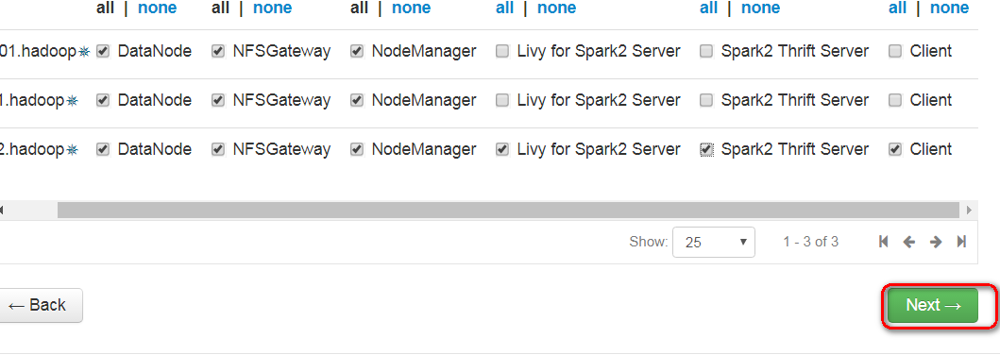 all | none all | none all | none all | none all | none all | none
01.hadoop DataNode NFSGateway NodeManager Livy for Spark2 Server Spark2 Thrift Server Client
1.hadoop DataNode NFSGateway NodeManager Livy for Spark2 Server Spark2 Thrift Server Client
2.hadoop DataNode NFSGateway NodeManager Livy for Spark2 Server Spark2 Thrift Server Client
Show: 25 1 - 3 of 3
← Back Next →